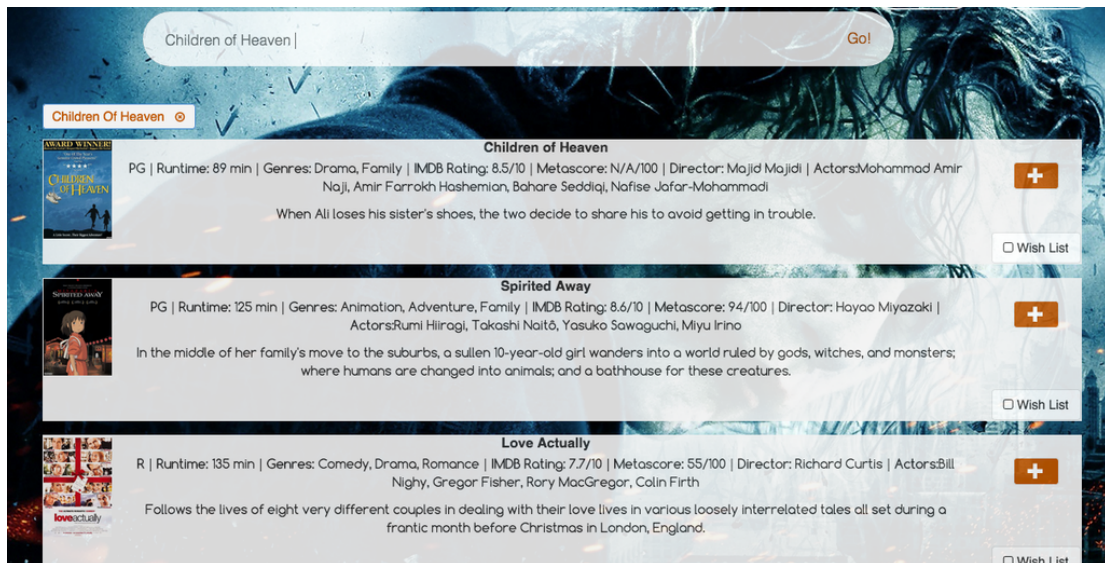 Children of Heaven
Go!
Children Of Heaven
AWARD WINNER!
CHILDREN
OF HEAVEN
Children of Heaven
PG | Runtime: 89 min | Genres: Drama, Family | IMDB Rating: 8.5/10 | Metascore: N/A/100 | Director: Majid Majidi | Actors:Mohammad Amir
Naji, Amir Farrokh Hashemian, Bahare Seddiqi, Nafise Jafar-Mohammadi
When Ali loses his sister's shoes, the two decide to share his to avoid getting in trouble.
Wish List
SPIRITED AWAY
Spirited Away
PG | Runtime: 125 min | Genres: Animation, Adventure, Family | IMDB Rating: 8.6/10 | Metascore: 94/100 | Director: Hayao Miyazaki |
Actors:Rumi Hiiragi, Takashi Naitô, Yasuko Sawaguchi, Miyu Irino
In the middle of her family's move to the suburbs, a sullen 10-year-old girl wanders into a world ruled by gods, witches, and monsters;
where humans are changed into animals; and a bathhouse for these creatures.
Wish List
love actually
Love Actually
R | Runtime: 135 min | Genres: Comedy, Drama, Romance | IMDB Rating: 7.7/10 | Metascore: 55/100 | Director: Richard Curtis | Actors:Bill
Nighy, Gregor Fisher, Rory MacGregor, Colin Firth
Follows the lives of eight very different couples in dealing with their love lives in various loosely interrelated tales all set during a
frantic month before Christmas in London, England.
Wish List